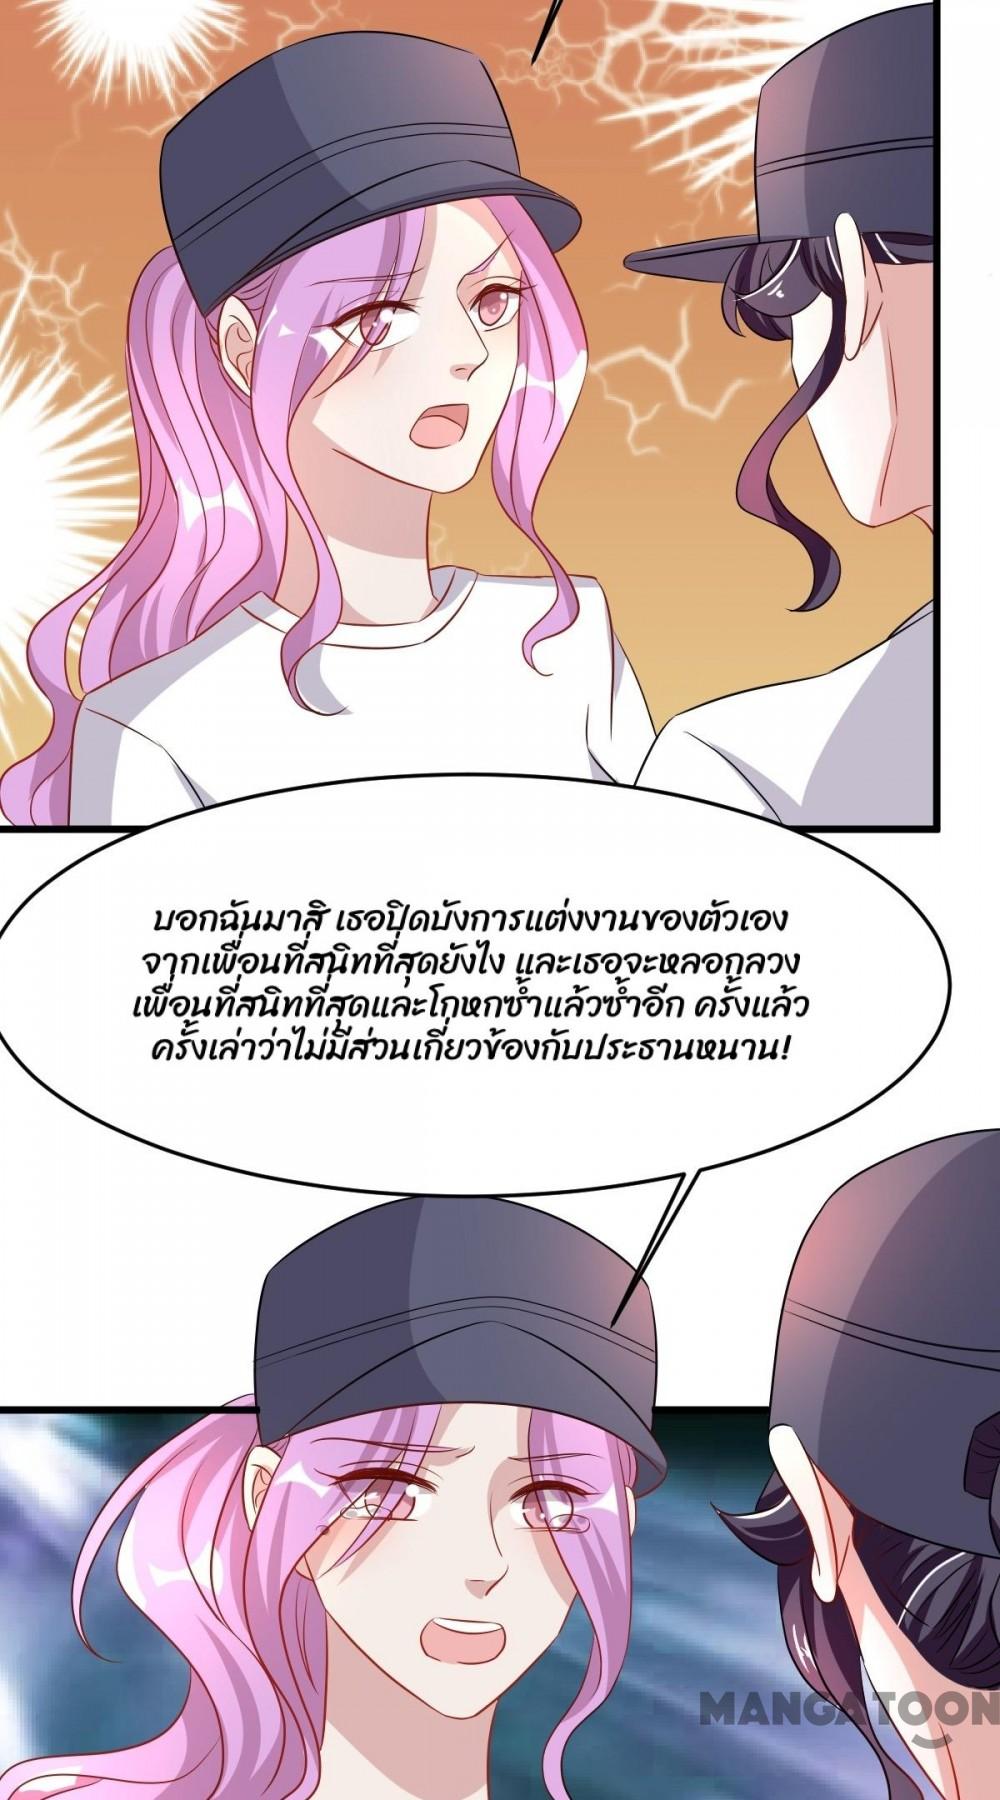 บอกฉันมาสิ เธอปิดบังการแต่งงานของตัวเอง
จากเพื่อนที่สนิทที่สุดยังไง และเธอจะหลอกลวง
เพื่อนที่สนิทที่สุดและโกหกซ้ำแล้วซ้ำอีก ครั้งแล้ว
ครั้งเล่าว่าไม่มีส่วนเกี่ยวข้องกับประธานหนาน!
MANGATOON